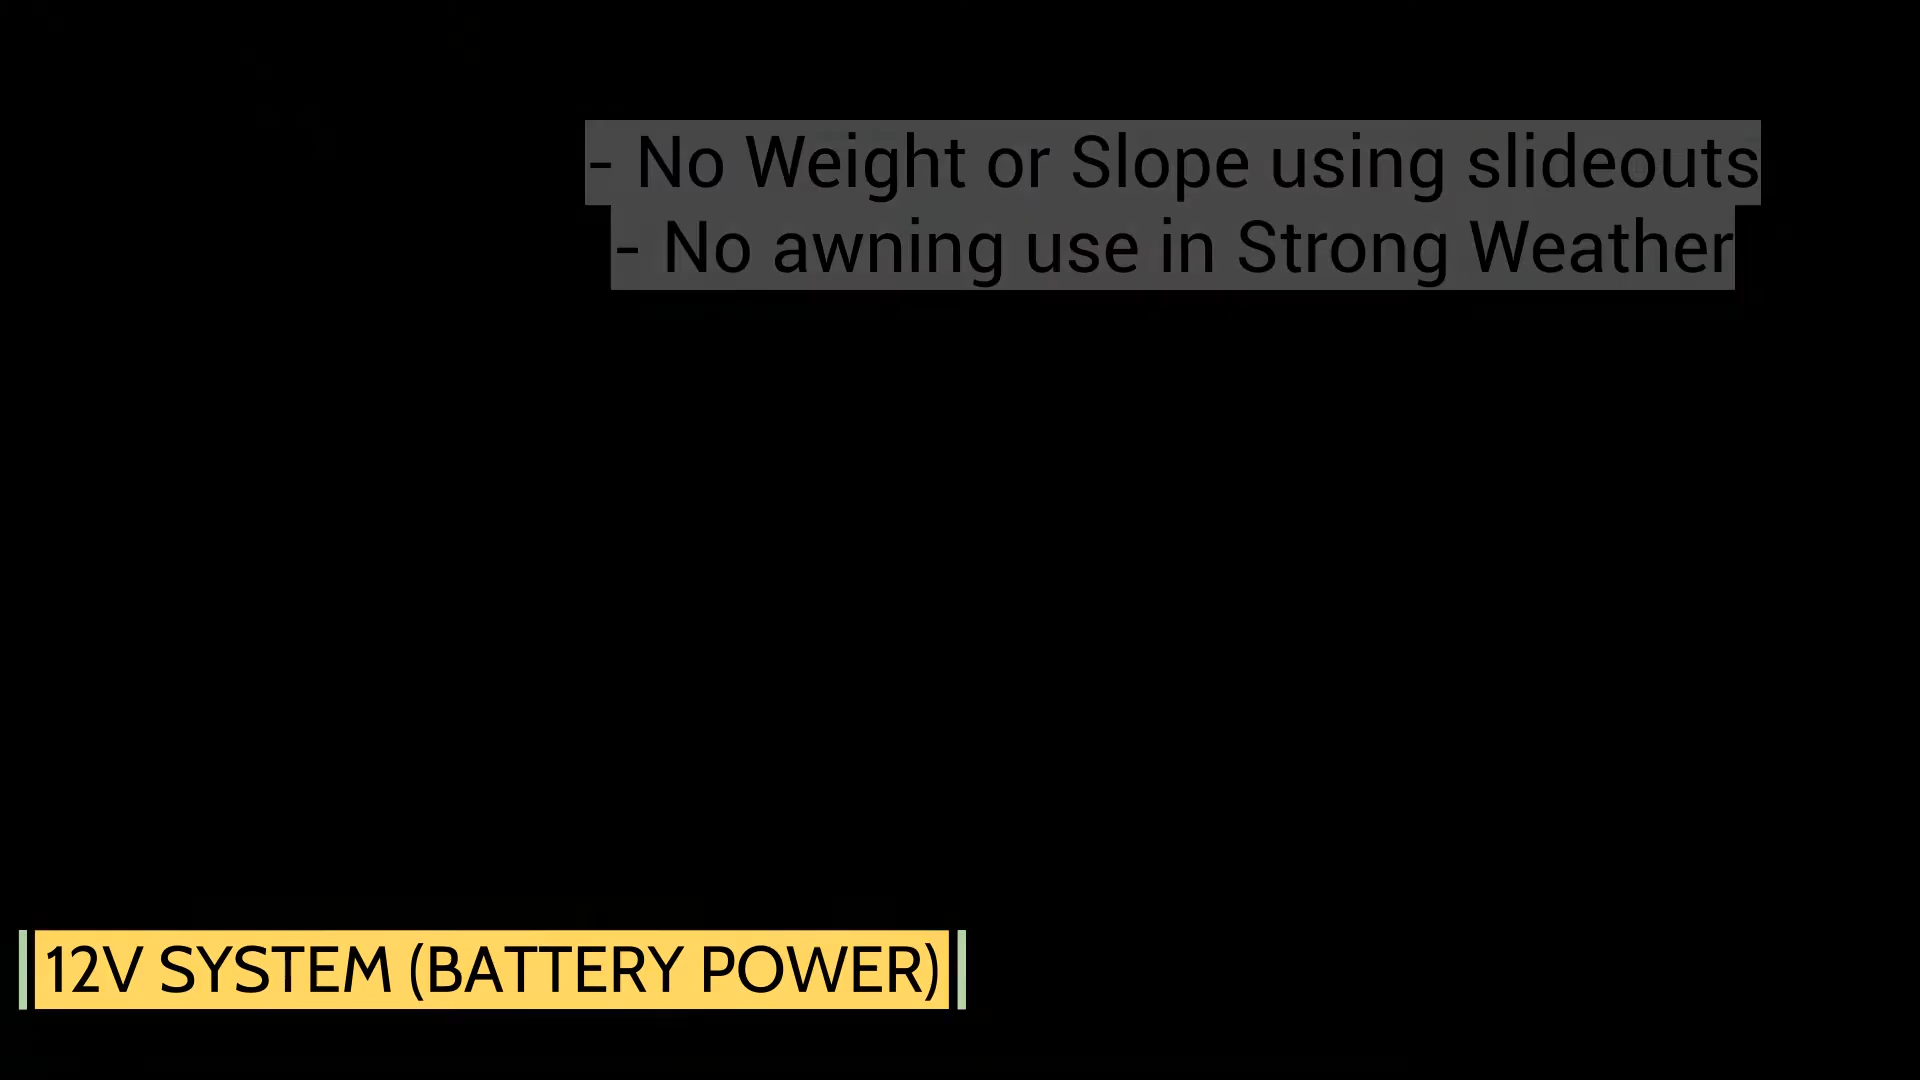 - No Weight or Slope using slideouts
- No awning use in Strong Weather
12V SYSTEM (BATTERY POWER)